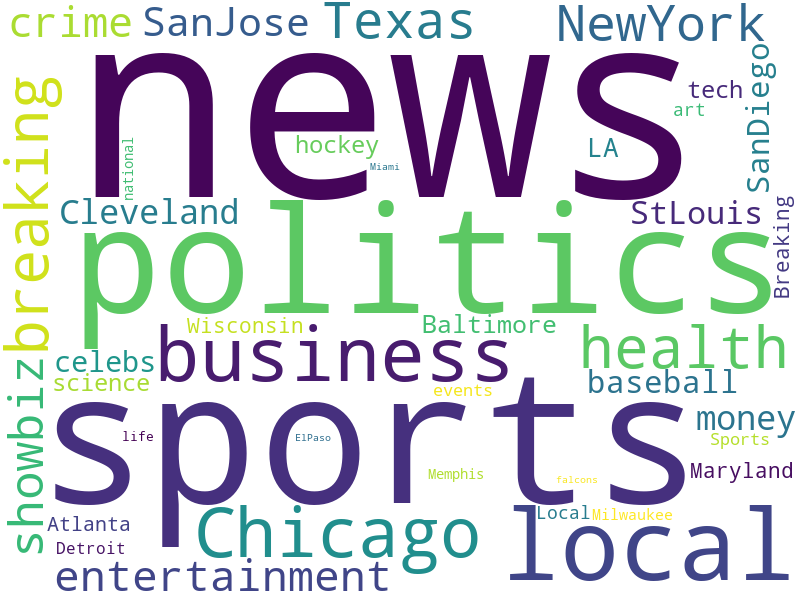 crime
SanJose
Texas
NewYork
news
tech
art
SanDiego
breaking
national
hockey
Miami
LA
Cleveland
StLouis
Breaking
politics
Wisconsin
Baltimore
business
health
celebs
science
showbiz
events
baseball
sports
money
Sports
life
ElPaso
Memphis
falcons
Maryland
Atlanta
Detroit
Chicago
Local
Milwaukee
local
entertainment